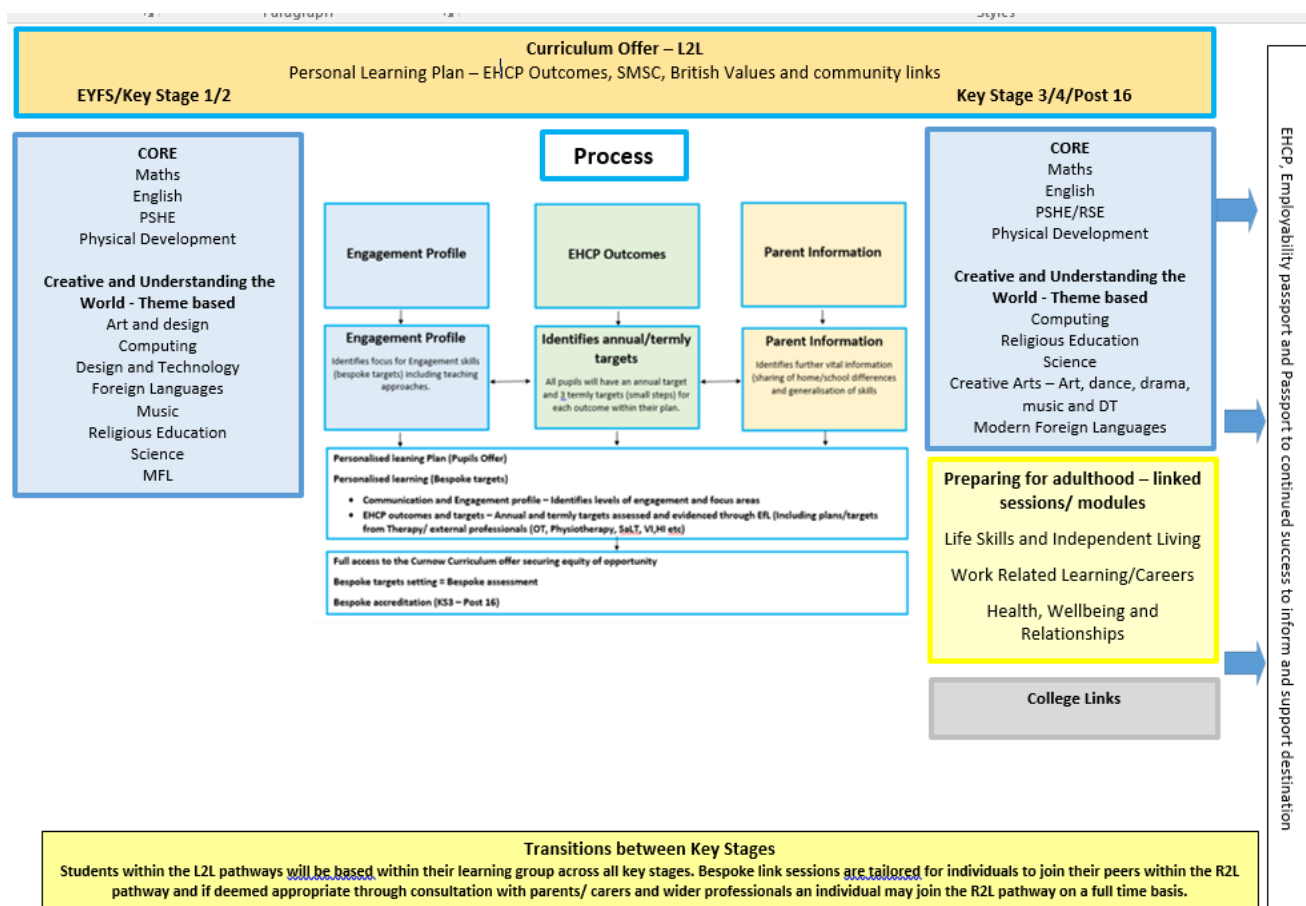 Paragraph
Styles
Curriculum Offer – L2L
Personal Learning Plan – EHCP Outcomes, SMSC, British Values and community links
EYFS/Key Stage 1/2
Key Stage 3/4/Post 16
CORE
Maths
English
PSHE
Physical Development
Creative and Understanding the
World - Theme based
Art and design
Computing
Design and Technology
Foreign Languages
Music
Religious Education
Science
MFL
Process
Engagement Profile
EHCP Outcomes
Parent Information
Engagement Profile
Identifies focus for Engagement skills
(bespoke targets) including teaching
approaches.
Identifies annual/termly
targets
All pupils will have an annual target
and 3 termly targets (small steps) for
each outcome within their plan.
Parent Information
Identifies further vital information
(sharing of home/school differences
and generalisation of skills
Personalised leaning Plan (Pupils Offer)
Personalised learning (Bespoke targets)
• Communication and Engagement profile – Identifies levels of engagement and focus areas
• EHCP outcomes and targets – Annual and termly targets assessed and evidenced through EfL (Including plans/targets
from Therapy/ external professionals (OT, Physiotherapy, SaLT, VI,HI etc)
Full access to the Curnow Curriculum offer securing equity of opportunity
Bespoke targets setting = Bespoke assessment
Bespoke accreditation (KS3 – Post 16)
CORE
Maths
English
PSHE/RSE
Physical Development
Creative and Understanding the
World - Theme based
Computing
Religious Education
Science
Creative Arts – Art, dance, drama,
music and DT
Modern Foreign Languages
Preparing for adulthood – linked
sessions/ modules
Life Skills and Independent Living
Work Related Learning/Careers
Health, Wellbeing and
Relationships
College Links
EHCP, Employability passport and Passport to continued success to inform and support destination
Transitions between Key Stages
Students within the L2L pathways will be based within their learning group across all key stages. Bespoke link sessions are tailored for individuals to join their peers within the R2L
pathway and if deemed appropriate through consultation with parents/ carers and wider professionals an individual may join the R2L pathway on a full time basis.